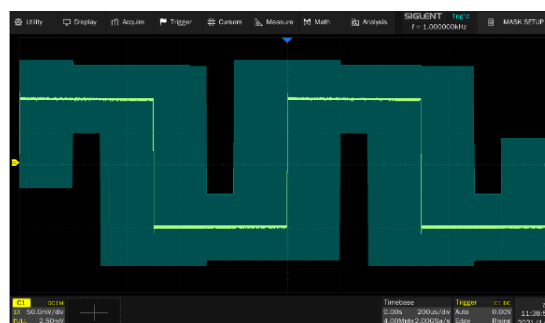 Utility Display Acquire Trigger Cursors Measure Math Analysis SIGLENT Trig'd MASK SETUP
f = 1.000000kHz
C1 DC1M
1X 50.0mV/div
FULL 2.50mV
Timebase
0.00s 200us/div
4.00Mpts 2.00GSa/s
Trigger C1 DC
Auto 0.00V
Edge Rising